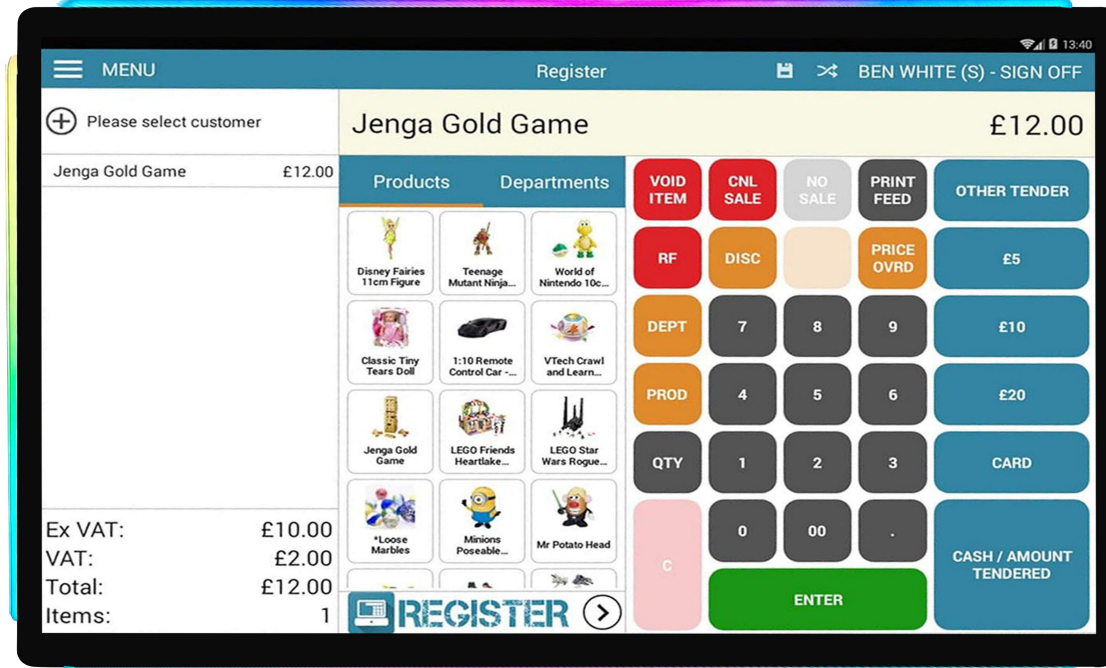 13:40
MENU
Register
BEN WHITE (S) - SIGN OFF
Please select customer
Jenga Gold Game
£12.00
Jenga Gold Game £12.00
Products
Departments
Disney Fairies
11cm Figure
Teenage
Mutant Ninja...
World of
Nintendo 10c...
Classic Tiny
Tears Doll
1:10 Remote
Control Car -...
VTech Crawl
and Learn...
Jenga Gold
Game
LEGO Friends
Heartlake...
LEGO Star
Wars Rogue...
*Loose
Marbles
Minions
Poseable...
Mr Potato Head
REGISTER
VOID
ITEM
CNL
SALE
NO
SALE
PRINT
FEED
OTHER TENDER
RF
DISC
PRICE
OVRD
£5
DEPT
7
8
9
£10
PROD
4
5
6
£20
QTY
1
2
3
CARD
C
0
00
.
CASH / AMOUNT
TENDERED
ENTER
Ex VAT: £10.00
VAT: £2.00
Total: £12.00
Items: 1